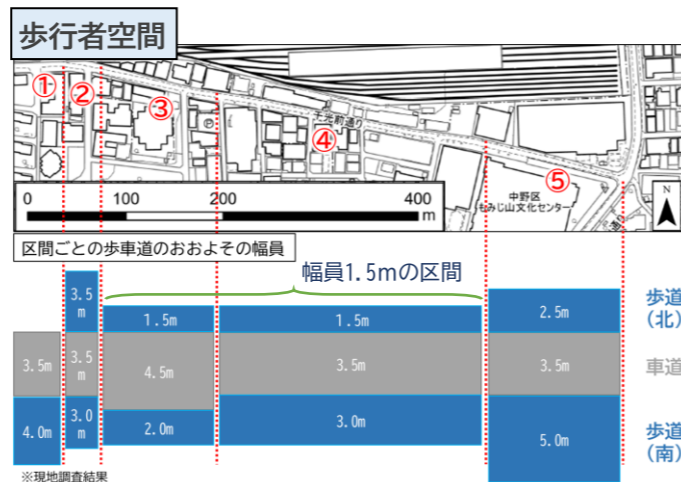 歩行者空間
①
②
③
千光前通り
④
⑤
中野区
もみじ山文化センター
N
0 100 200 400
m
区間ごとの歩車道のおおよその幅員
幅員1.5mの区間
3.5
m
1.5m
1.5m
2.5m
歩道
(北)
3.5m
3.5
m
4.5m
3.5m
3.5m
車道
4.0m
3.0
m
2.0m
3.0m
5.0m
歩道
(南)
※現地調査結果